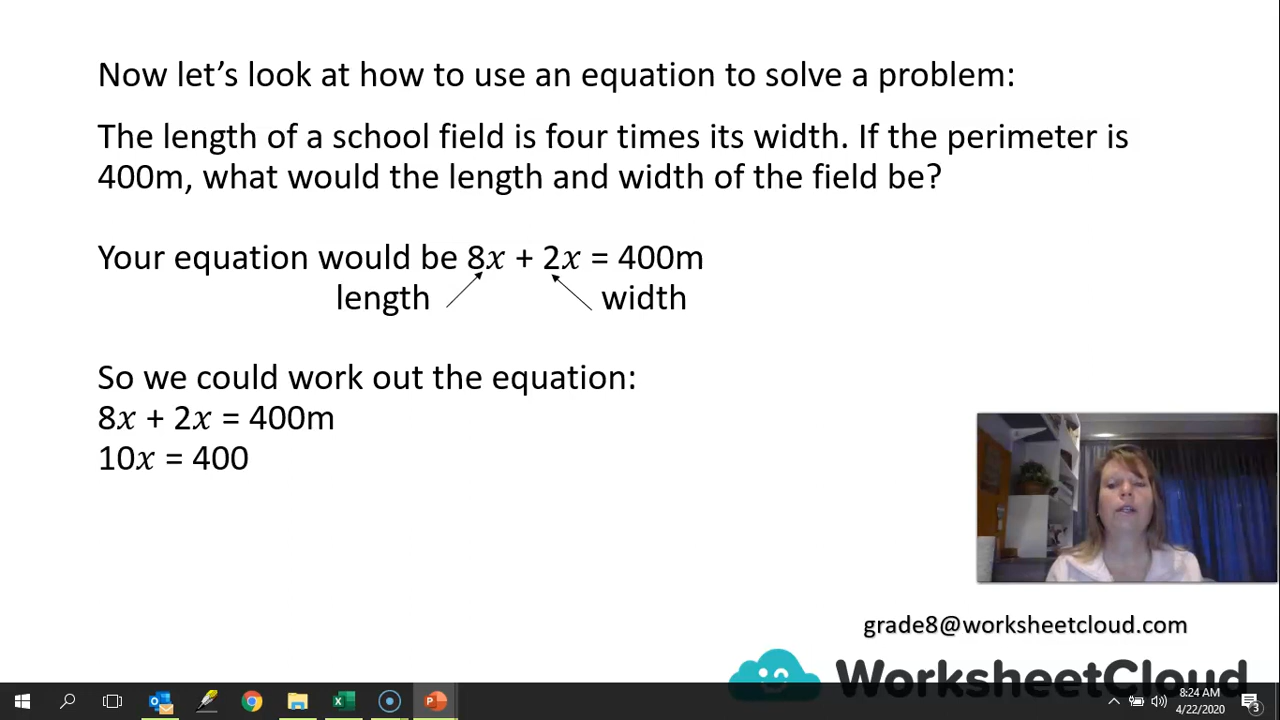 Now let’s look at how to use an equation to solve a problem:
The length of a school field is four times its width. If the perimeter is
400m, what would the length and width of the field be?
Your equation would be 8𝑥 + 2𝑥 = 400m
length width
So we could work out the equation:
8𝑥 + 2𝑥 = 400m
10𝑥 = 400
grade8@worksheetcloud.com
WorksheetCloud
8:24 AM
4/22/2020
3